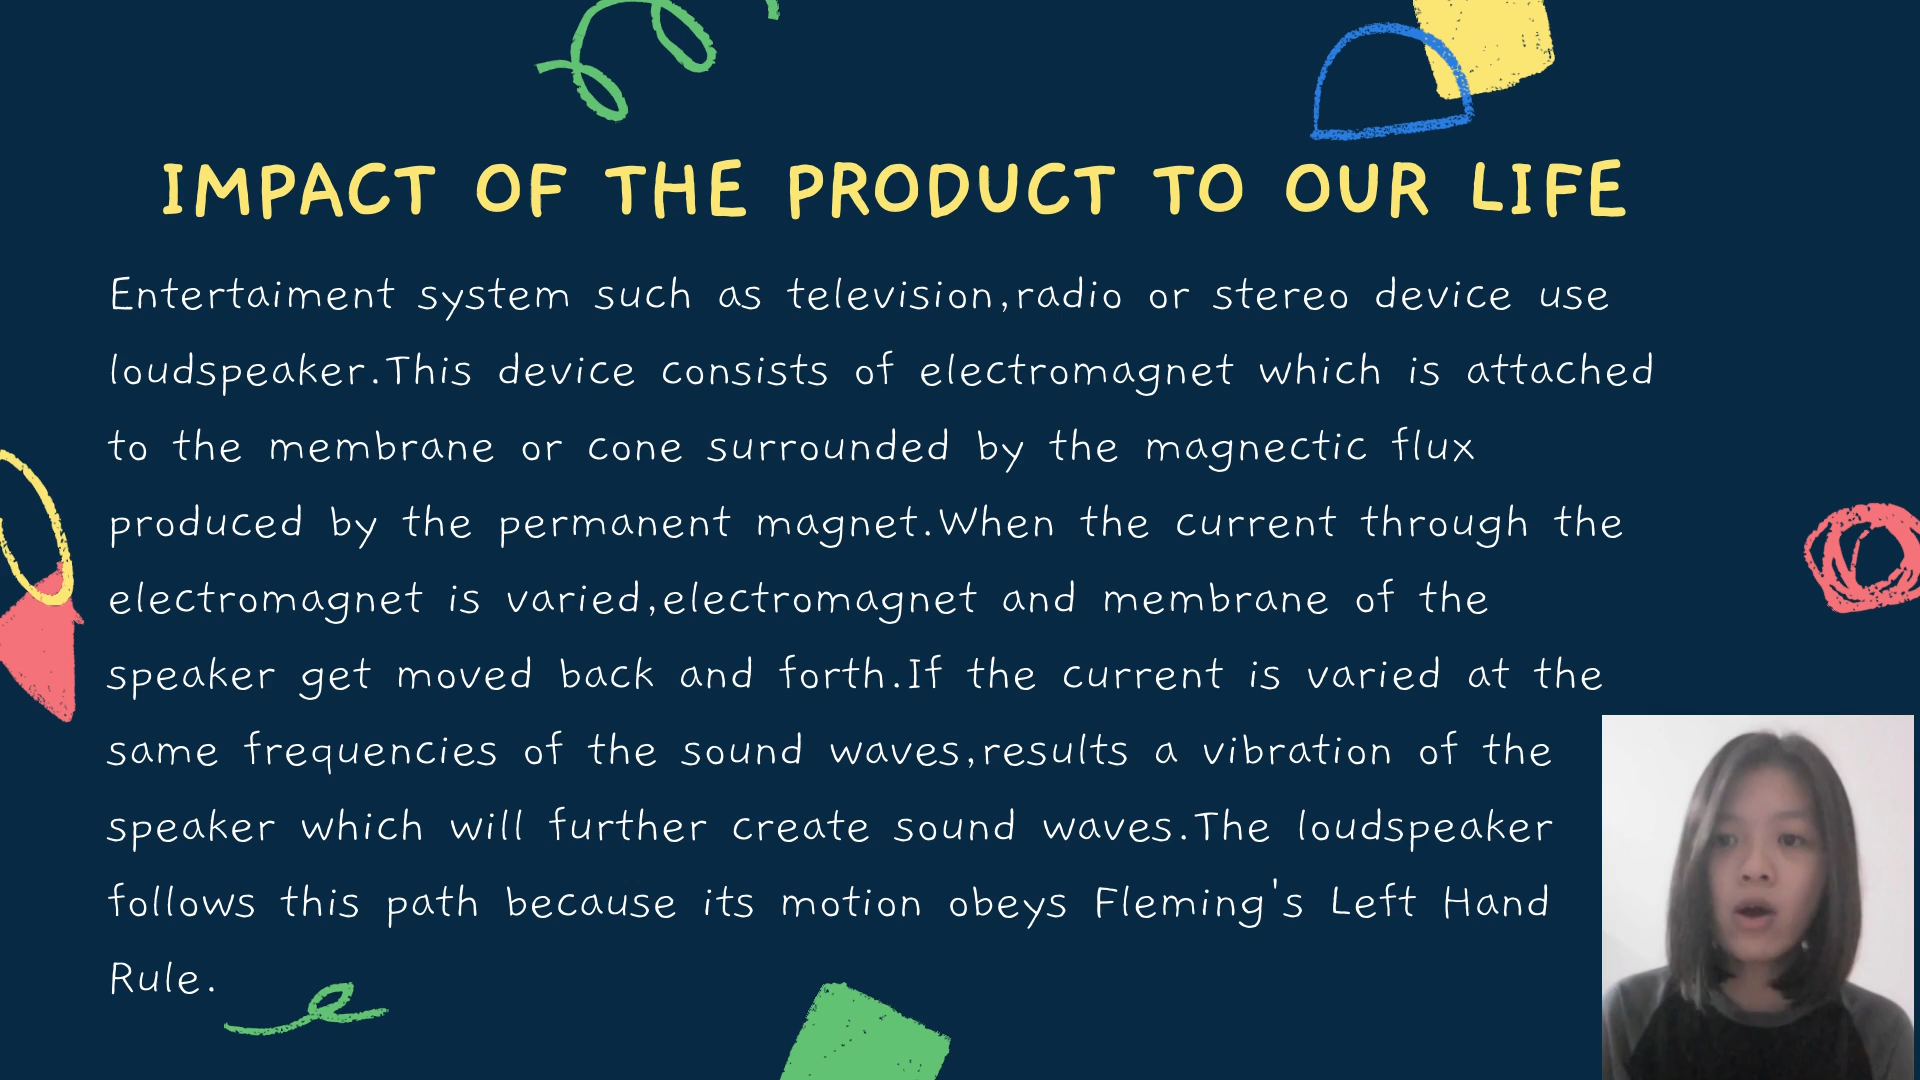 IMPACT OF THE PRODUCT TO OUR LIFE
Entertaiment system such as television,radio or stereo device use
loudspeaker.This device consists of electromagnet which is attached
to the membrane or cone surrounded by the magnectic flux
produced by the permanent magnet.When the current through the
electromagnet is varied,electromagnet and membrane of the
speaker get moved back and forth.If the current is varied at the
same frequencies of the sound waves,results a vibration of the
speaker which will further create sound waves.The loudspeaker
follows this path because its motion obeys Fleming's Left Hand
Rule.